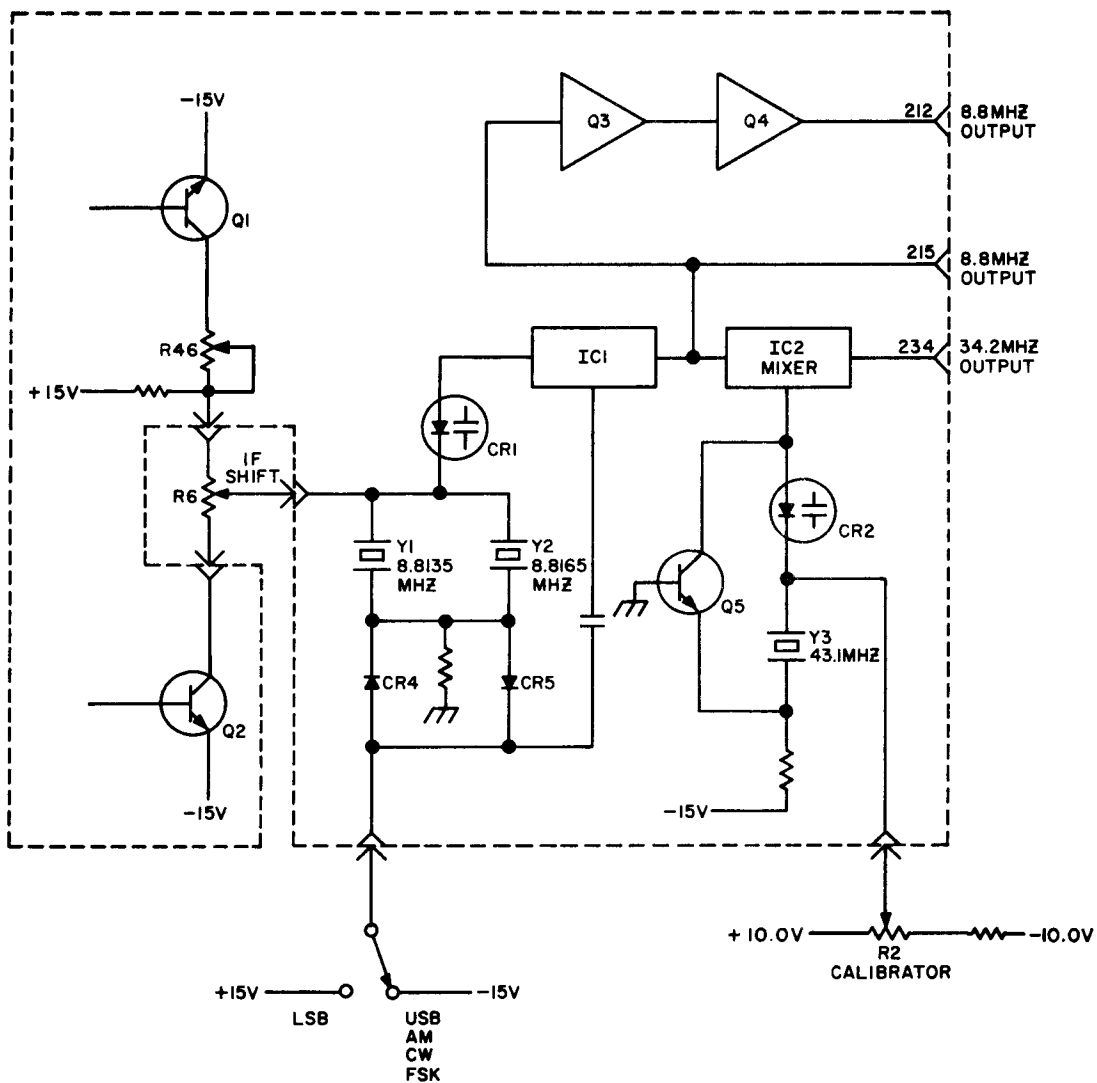 -15V
Q1
R46
+15V
IF
SHIFT
R6
Q2
-15V
Q3
Q4
212
8.8MHZ
OUTPUT
215
8.8MHZ
OUTPUT
IC1
IC2
MIXER
234
34.2MHZ
OUTPUT
CR1
Y1
8.8135
MHZ
Y2
8.8165
MHZ
CR4
CR5
CR2
Q5
Y3
43.1MHZ
-15V
+15V
LSB
-15V
USB
AM
CW
FSK
+10.0V
-10.0V
R2
CALIBRATOR